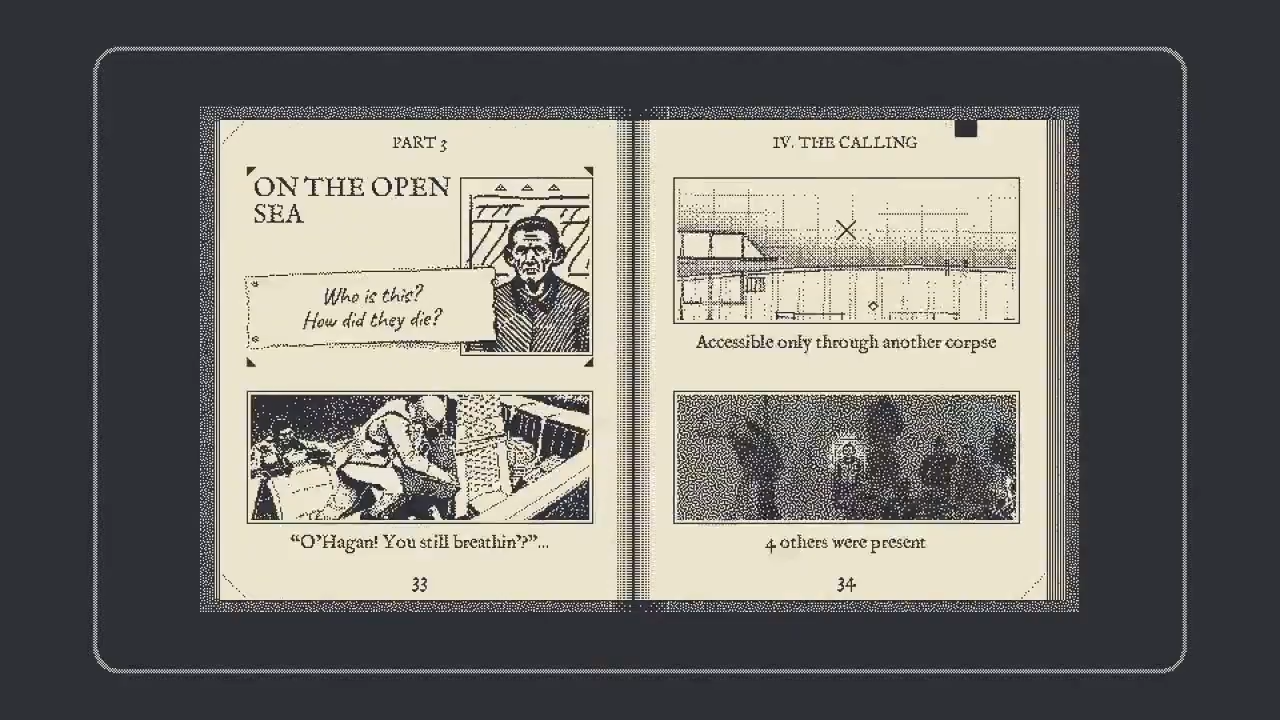 PART 3
ON THE OPEN
SEA
Who is this?
How did they die?
“O’Hagan! You still breathin’?”...
33
IV. THE CALLING
Accessible only through another corpse
4 others were present
34